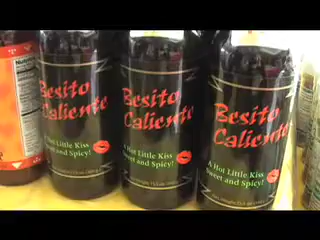 Besito
Caliente
A Hot Little Kiss
Sweet and Spicy!
Besito
Caliente
A Hot Little Kiss
Sweet and Spicy!
Besito
Caliente
A Hot Little Kiss
Sweet and Spicy!